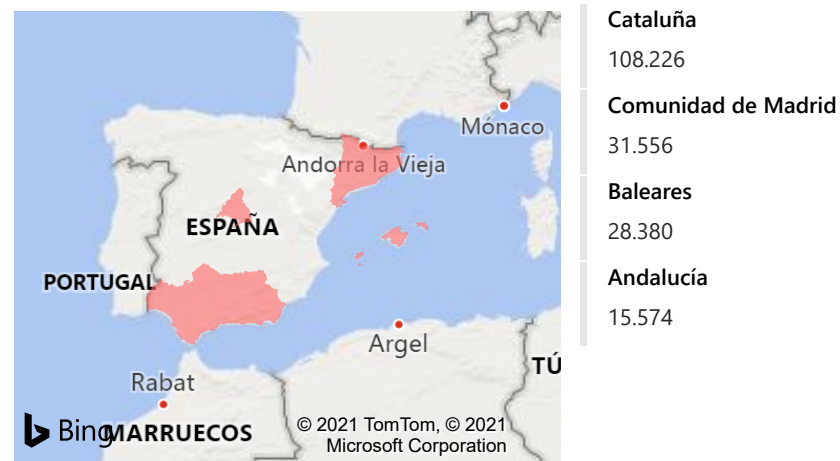 Mónaco
Andorra la Vieja
ESPAÑA
PORTUGAL
Argel
TÚ
Rabat
Bing
MARRUECOS
© 2021 TomTom, © 2021
Microsoft Corporation
Cataluña
108.226
Comunidad de Madrid
31.556
Baleares
28.380
Andalucía
15.574